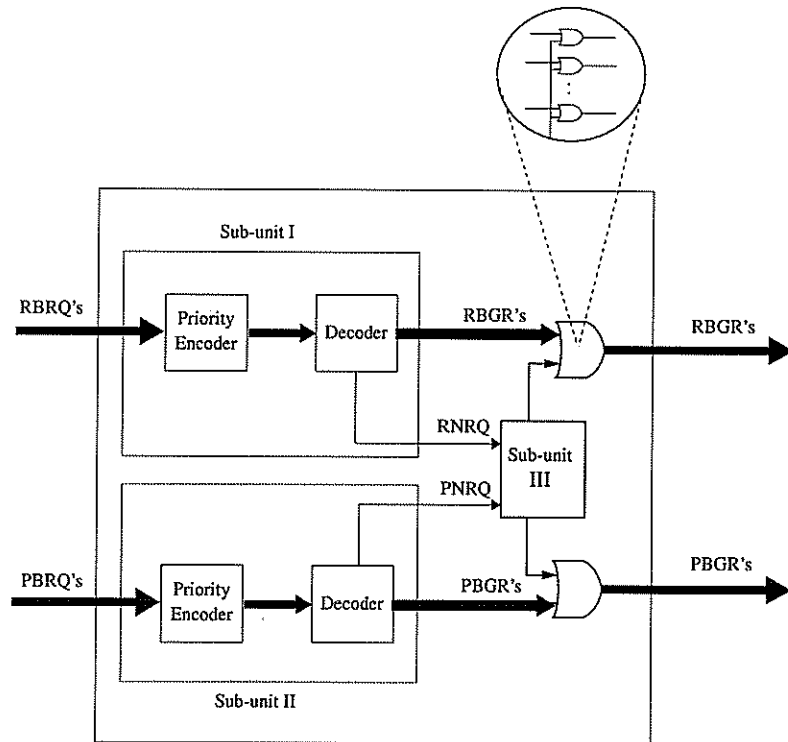 Sub-unit I
RBRQ's
Priority
Encoder
Decoder
RBGR's
RBGR's
RNRQ
Sub-unit
III
PNRQ
PBRQ's
Priority
Encoder
Decoder
PBGR's
PBGR's
Sub-unit II